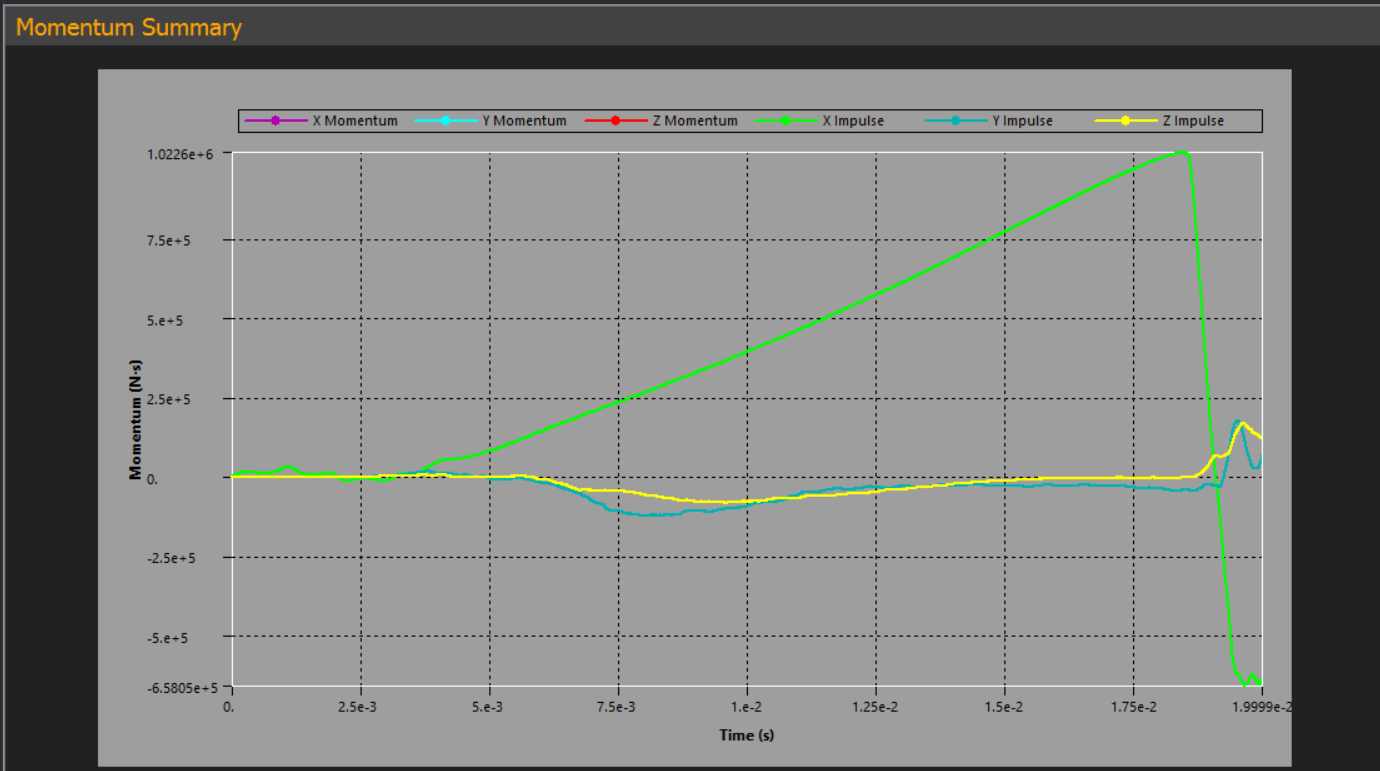 Momentum Summary
X Momentum Y Momentum Z Momentum X Impulse Y Impulse Z Impulse
1.0226e+6
7.5e+5
5.e+5
2.5e+5
0.
-2.5e+5
-5.e+5
-6.5805e+5
Momentum (N·s)
0. 2.5e-3 5.e-3 7.5e-3 1.e-2 1.25e-2 1.5e-2 1.75e-2 1.9999e-2
Time (s)